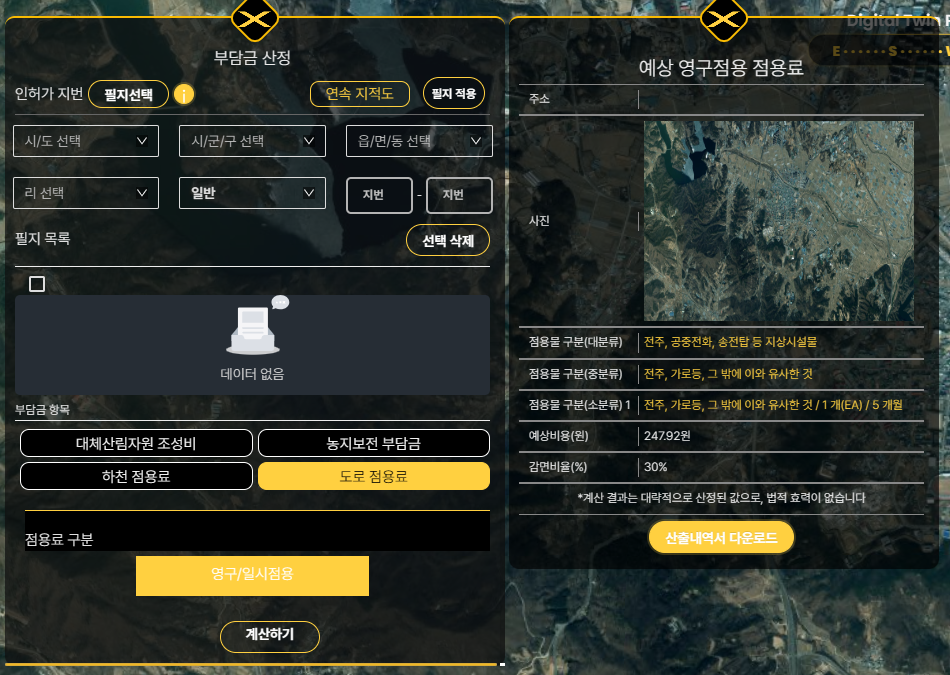 부담금 산정
인허가 지번
필지선택
i
연속 지적도
필지 적용
시/도 선택
시/군/구 선택
읍/면/동 선택
리 선택
일반
지번
-
지번
필지 목록
선택 삭제
데이터 없음
부담금 항목
대체산림자원 조성비
농지보전 부담금
하천 점용료
도로 점용료
점용료 구분
영구/일시점용
계산하기
Digital Twin
E
S
예상 영구점용 점용료
주소
사진
점용물 구분(대분류)
전주, 공중전화, 송전탑 등 지상시설물
점용물 구분(중분류)
전주, 가로등, 그 밖에 이와 유사한 것
점용물 구분(소분류) 1
전주, 가로등, 그 밖에 이와 유사한 것 / 1 개(EA) / 5 개월
예상비용(원)
247.92원
감면비율(%)
30%
*계산 결과는 대략적으로 산정된 값으로, 법적 효력이 없습니다
산출내역서 다운로드